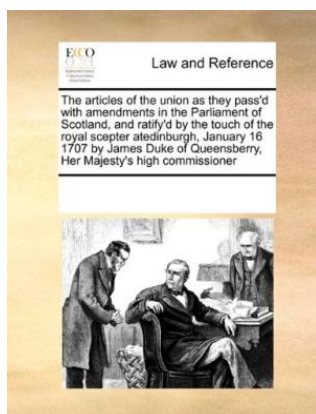 ECCO
Law and Reference
The articles of the union as they pass'd
with amendments in the Parliament of
Scotland, and ratify'd by the touch of the
royal scepter atedinburgh, January 16
1707 by James Duke of Queensberry,
Her Majesty's high commissioner